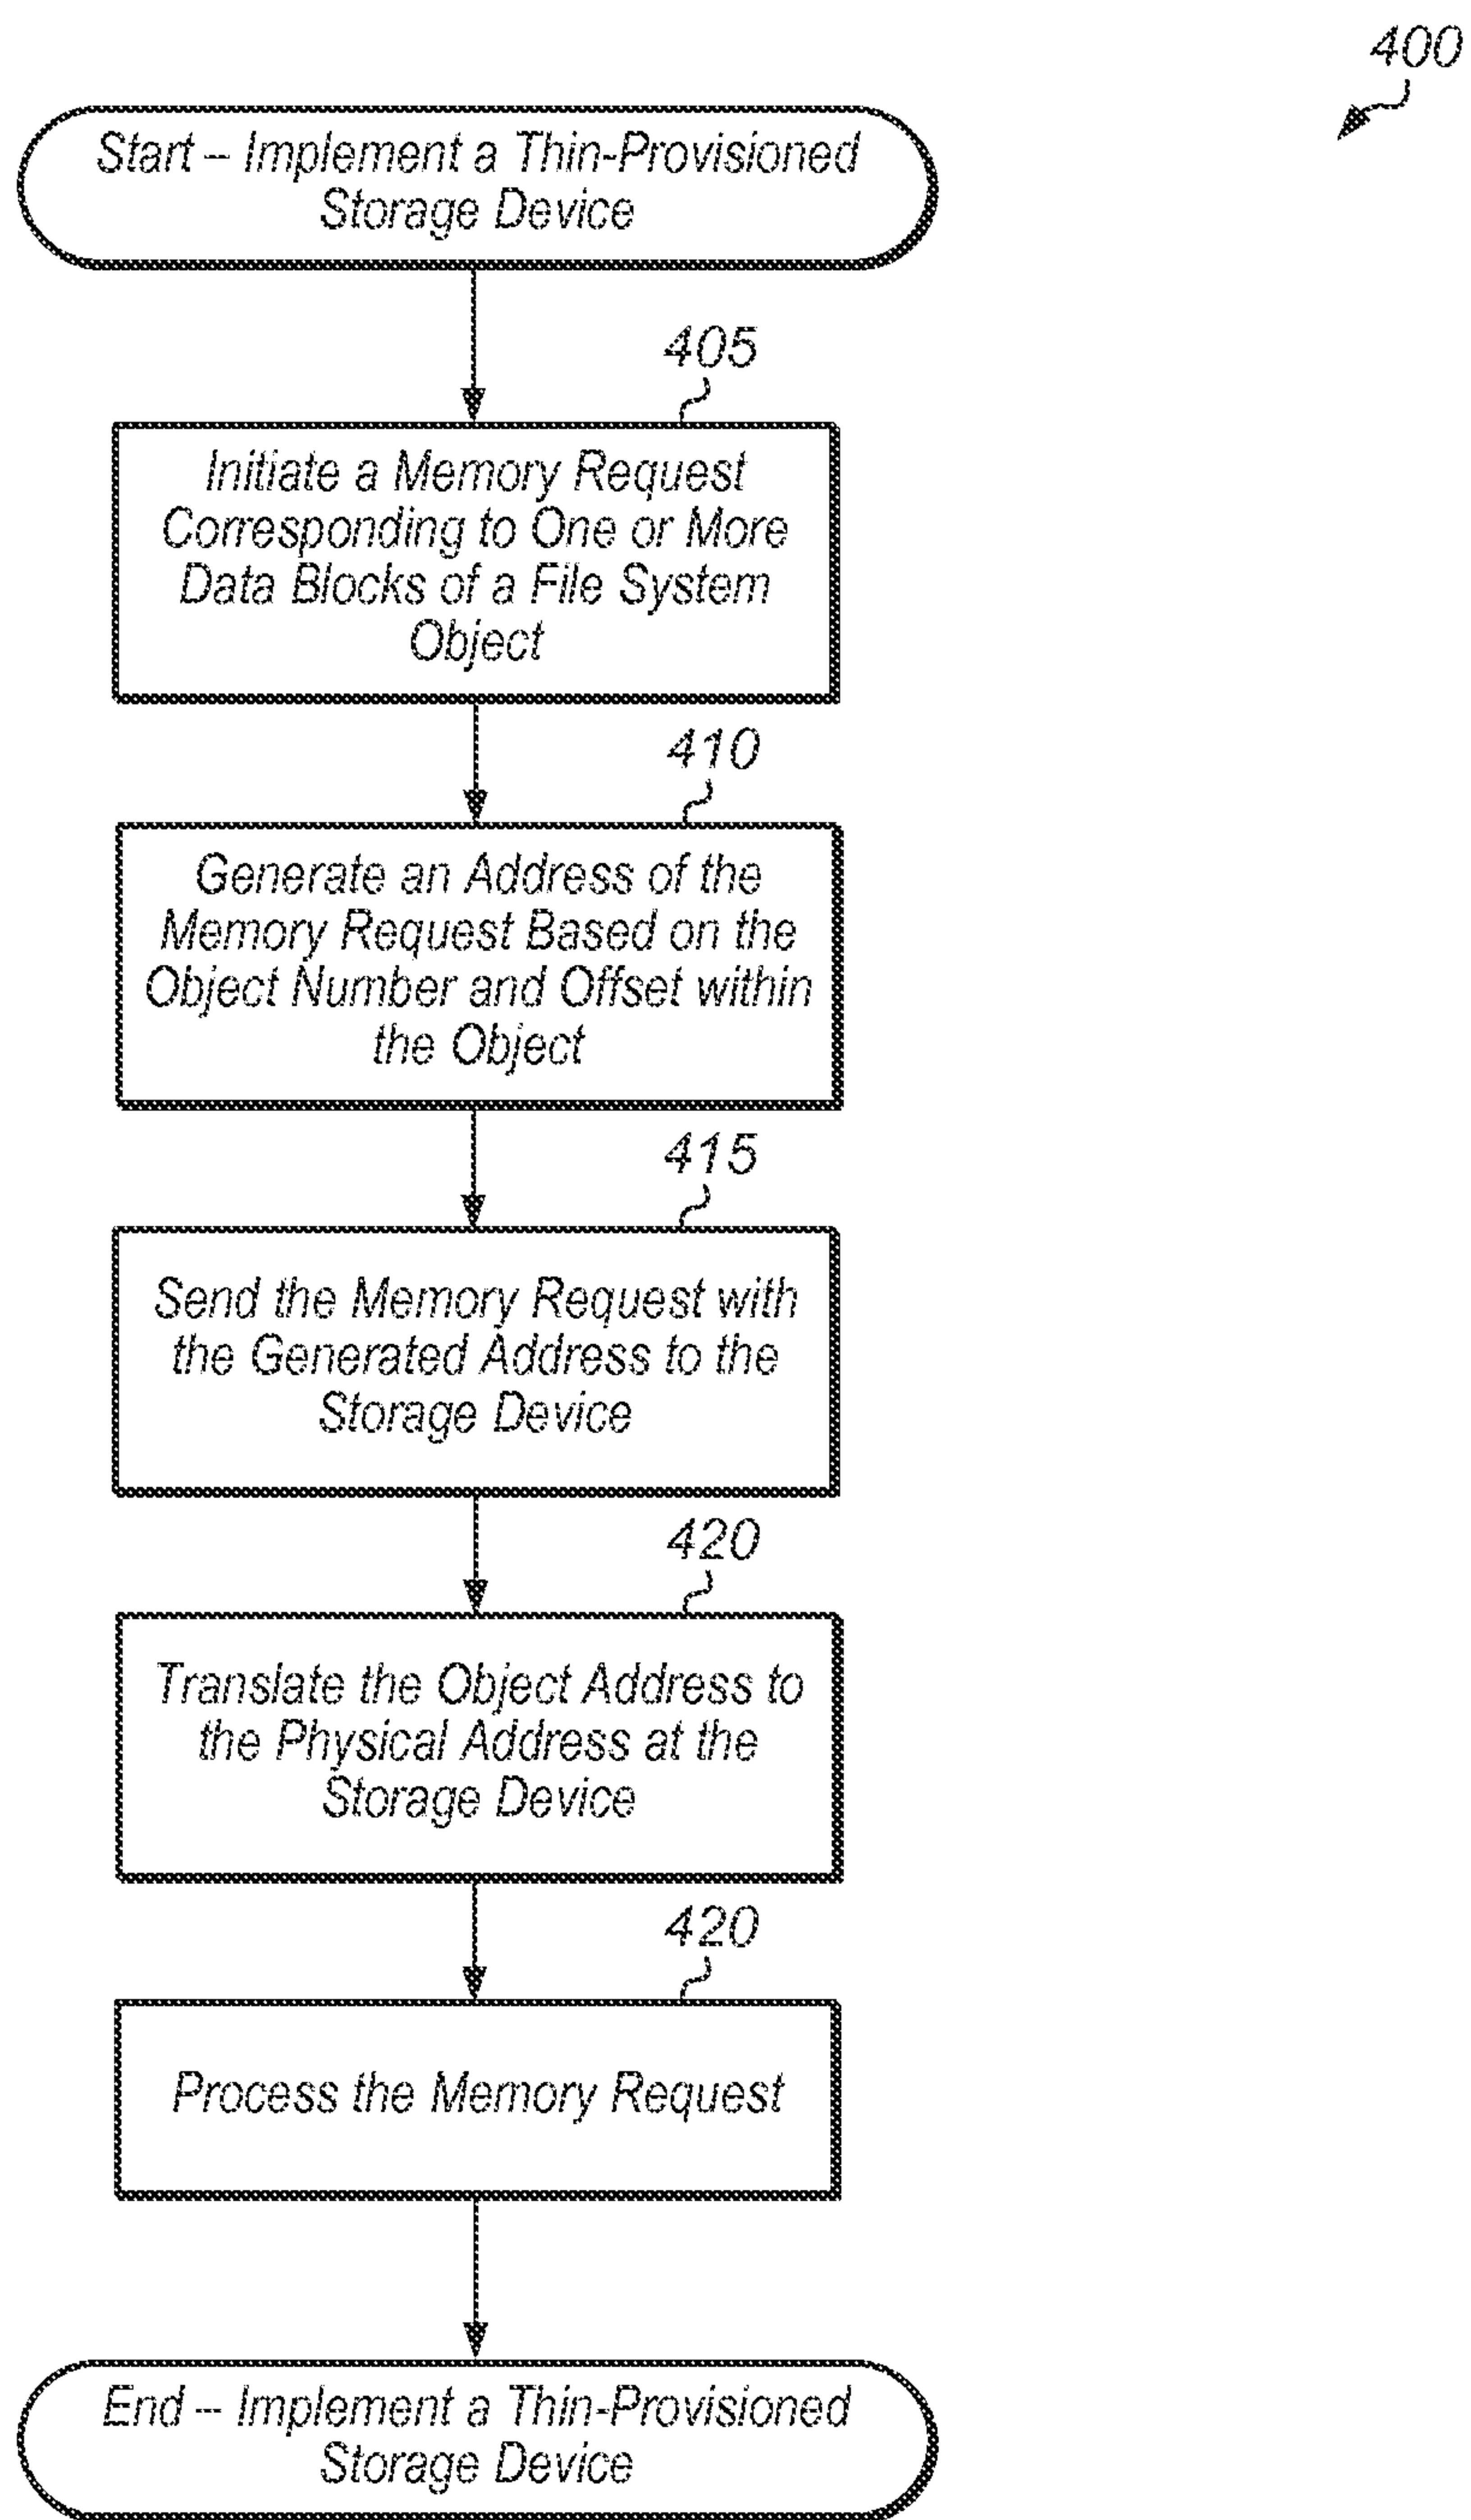 400
Start – Implement a Thin-Provisioned
Storage Device
405
Initiate a Memory Request
Corresponding to One or More
Data Blocks of a File System
Object
410
Generate an Address of the
Memory Request Based on the
Object Number and Offset within
the Object
415
Send the Memory Request with
the Generated Address to the
Storage Device
420
Translate the Object Address to
the Physical Address at the
Storage Device
420
Process the Memory Request
End – Implement a Thin-Provisioned
Storage Device